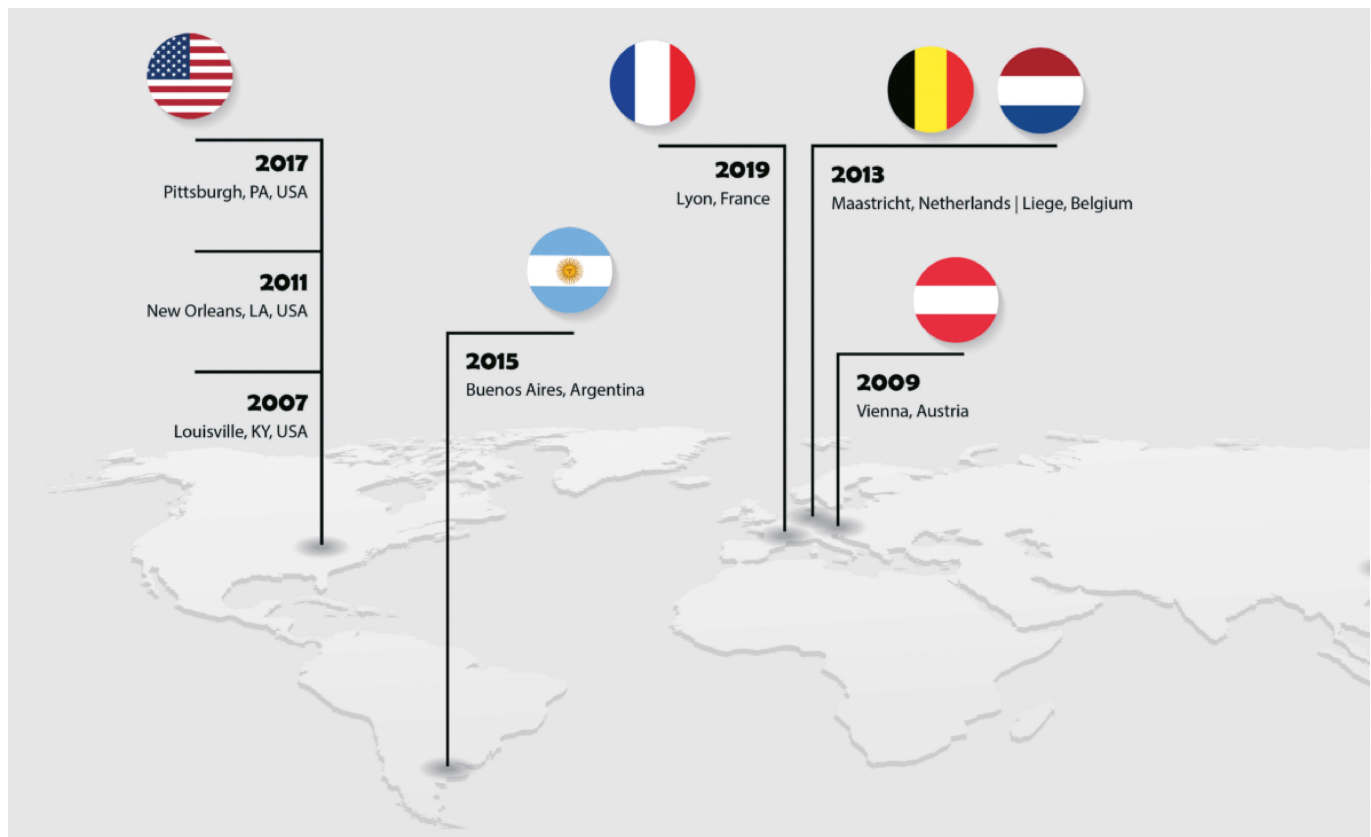 2017
Pittsburgh, PA, USA
2011
New Orleans, LA, USA
2007
Louisville, KY, USA
2015
Buenos Aires, Argentina
2019
Lyon, France
2013
Maastricht, Netherlands | Liege, Belgium
2009
Vienna, Austria